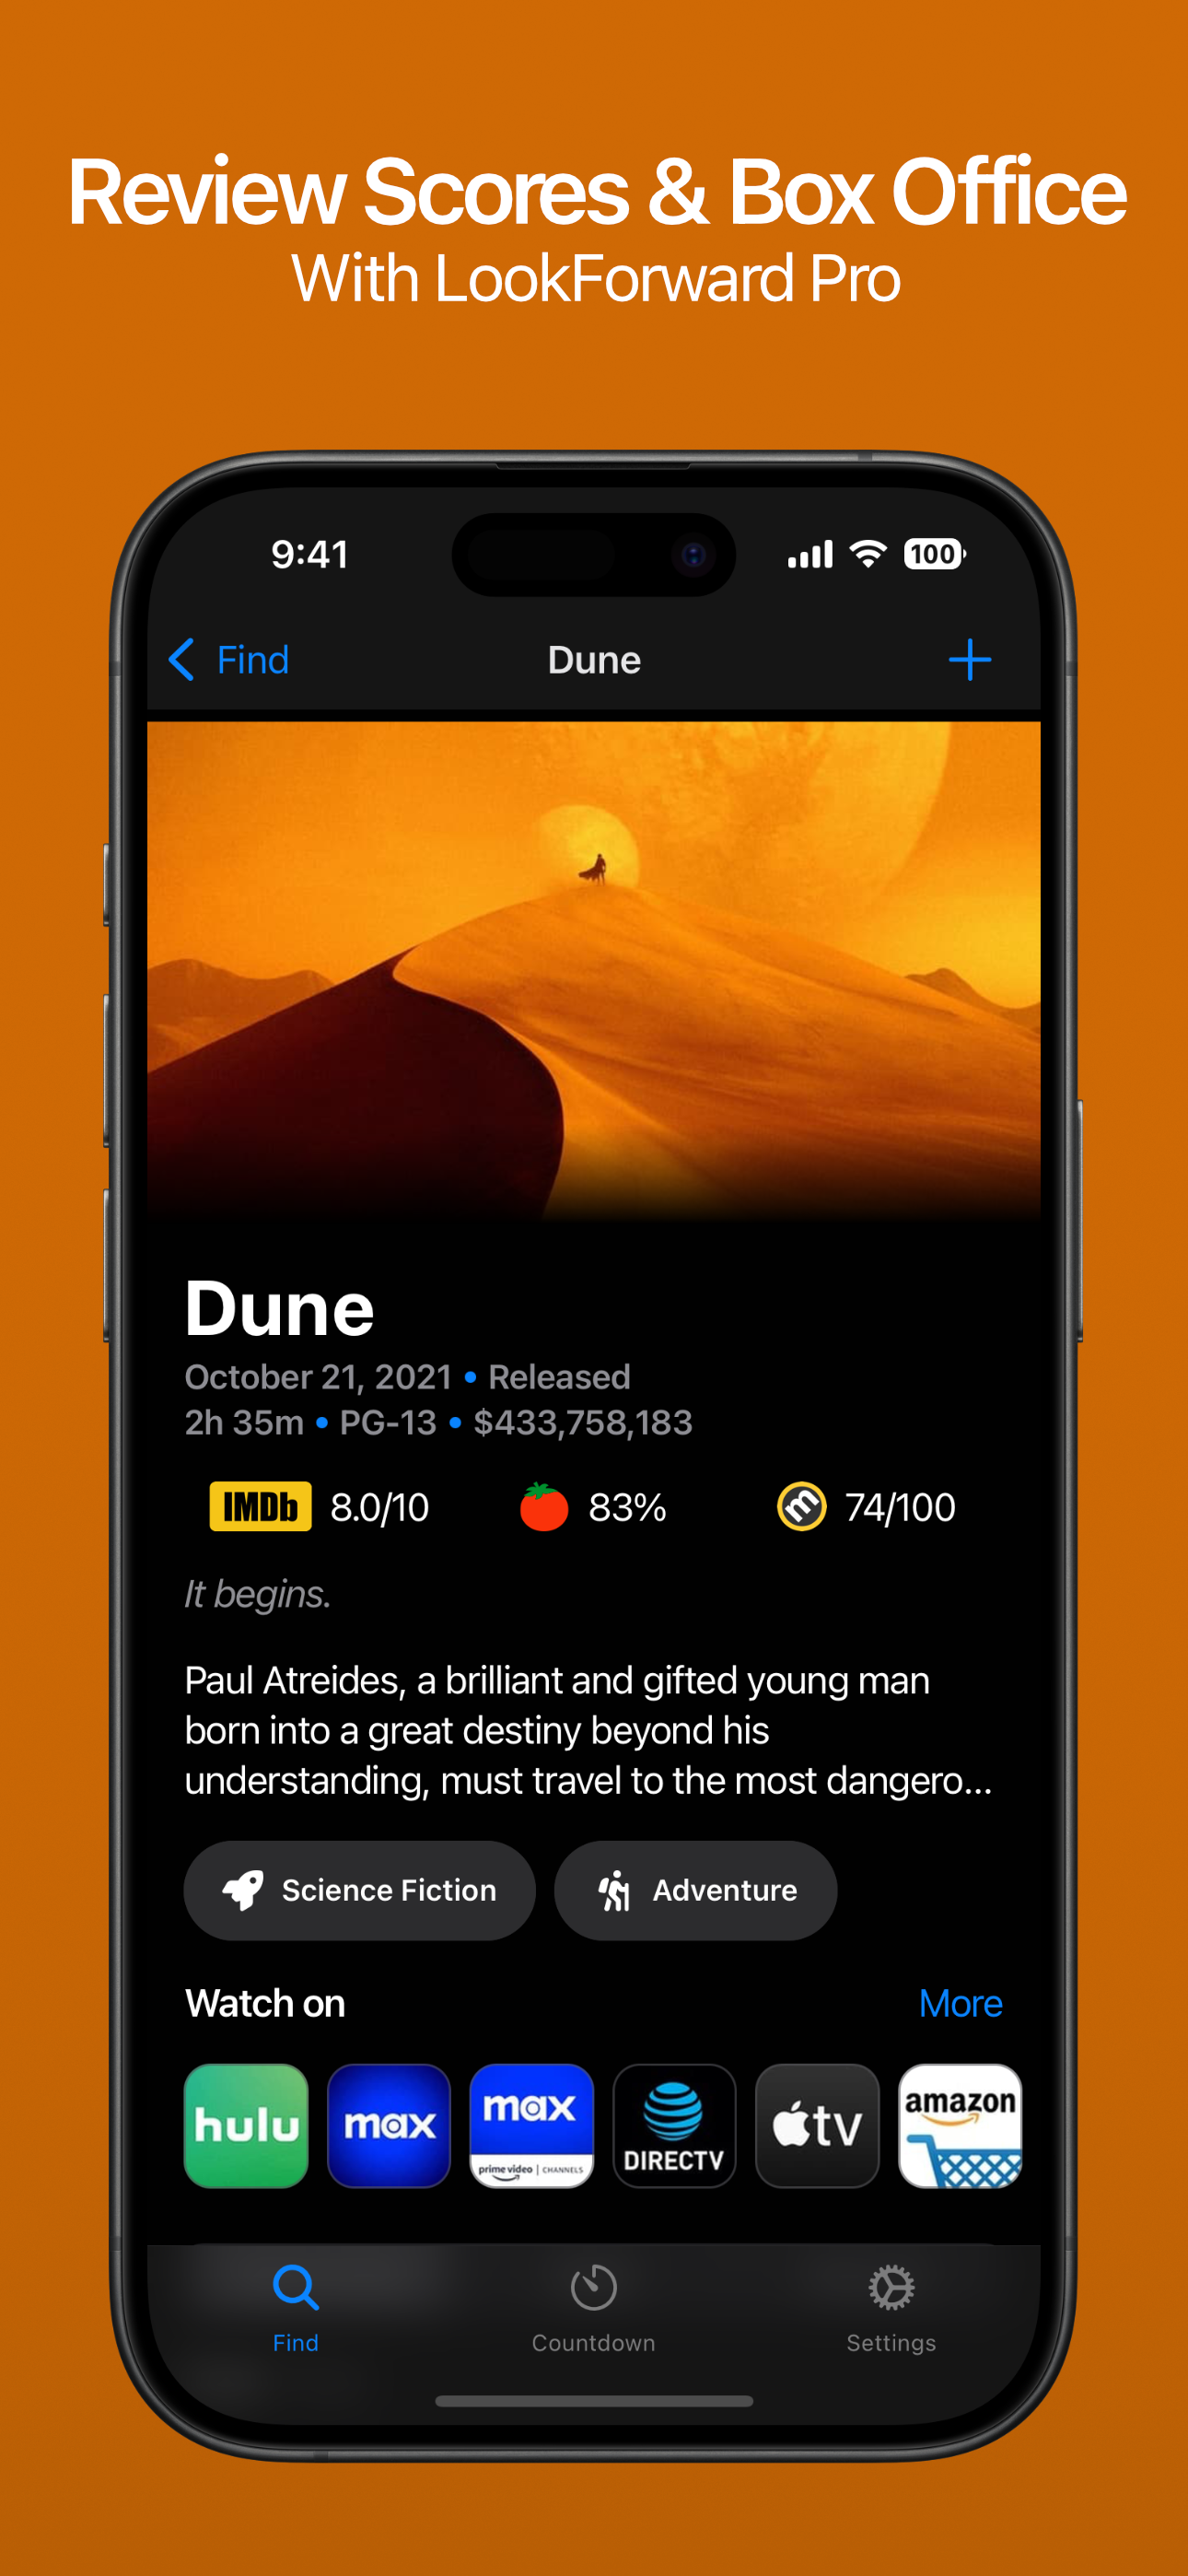 Review Scores & Box Office
With LookForward Pro
9:41
100
Find
Dune
Dune
October 21, 2021 • Released
2h 35m • PG-13 • $433,758,183
IMDb 8.0/10 83% m 74/100
It begins.
Paul Atreides, a brilliant and gifted young man
born into a great destiny beyond his
understanding, must travel to the most dangero...
Science Fiction Adventure
Watch on More
hulu max max prime video | CHANNELS DIRECTV tv amazon
Find Countdown Settings